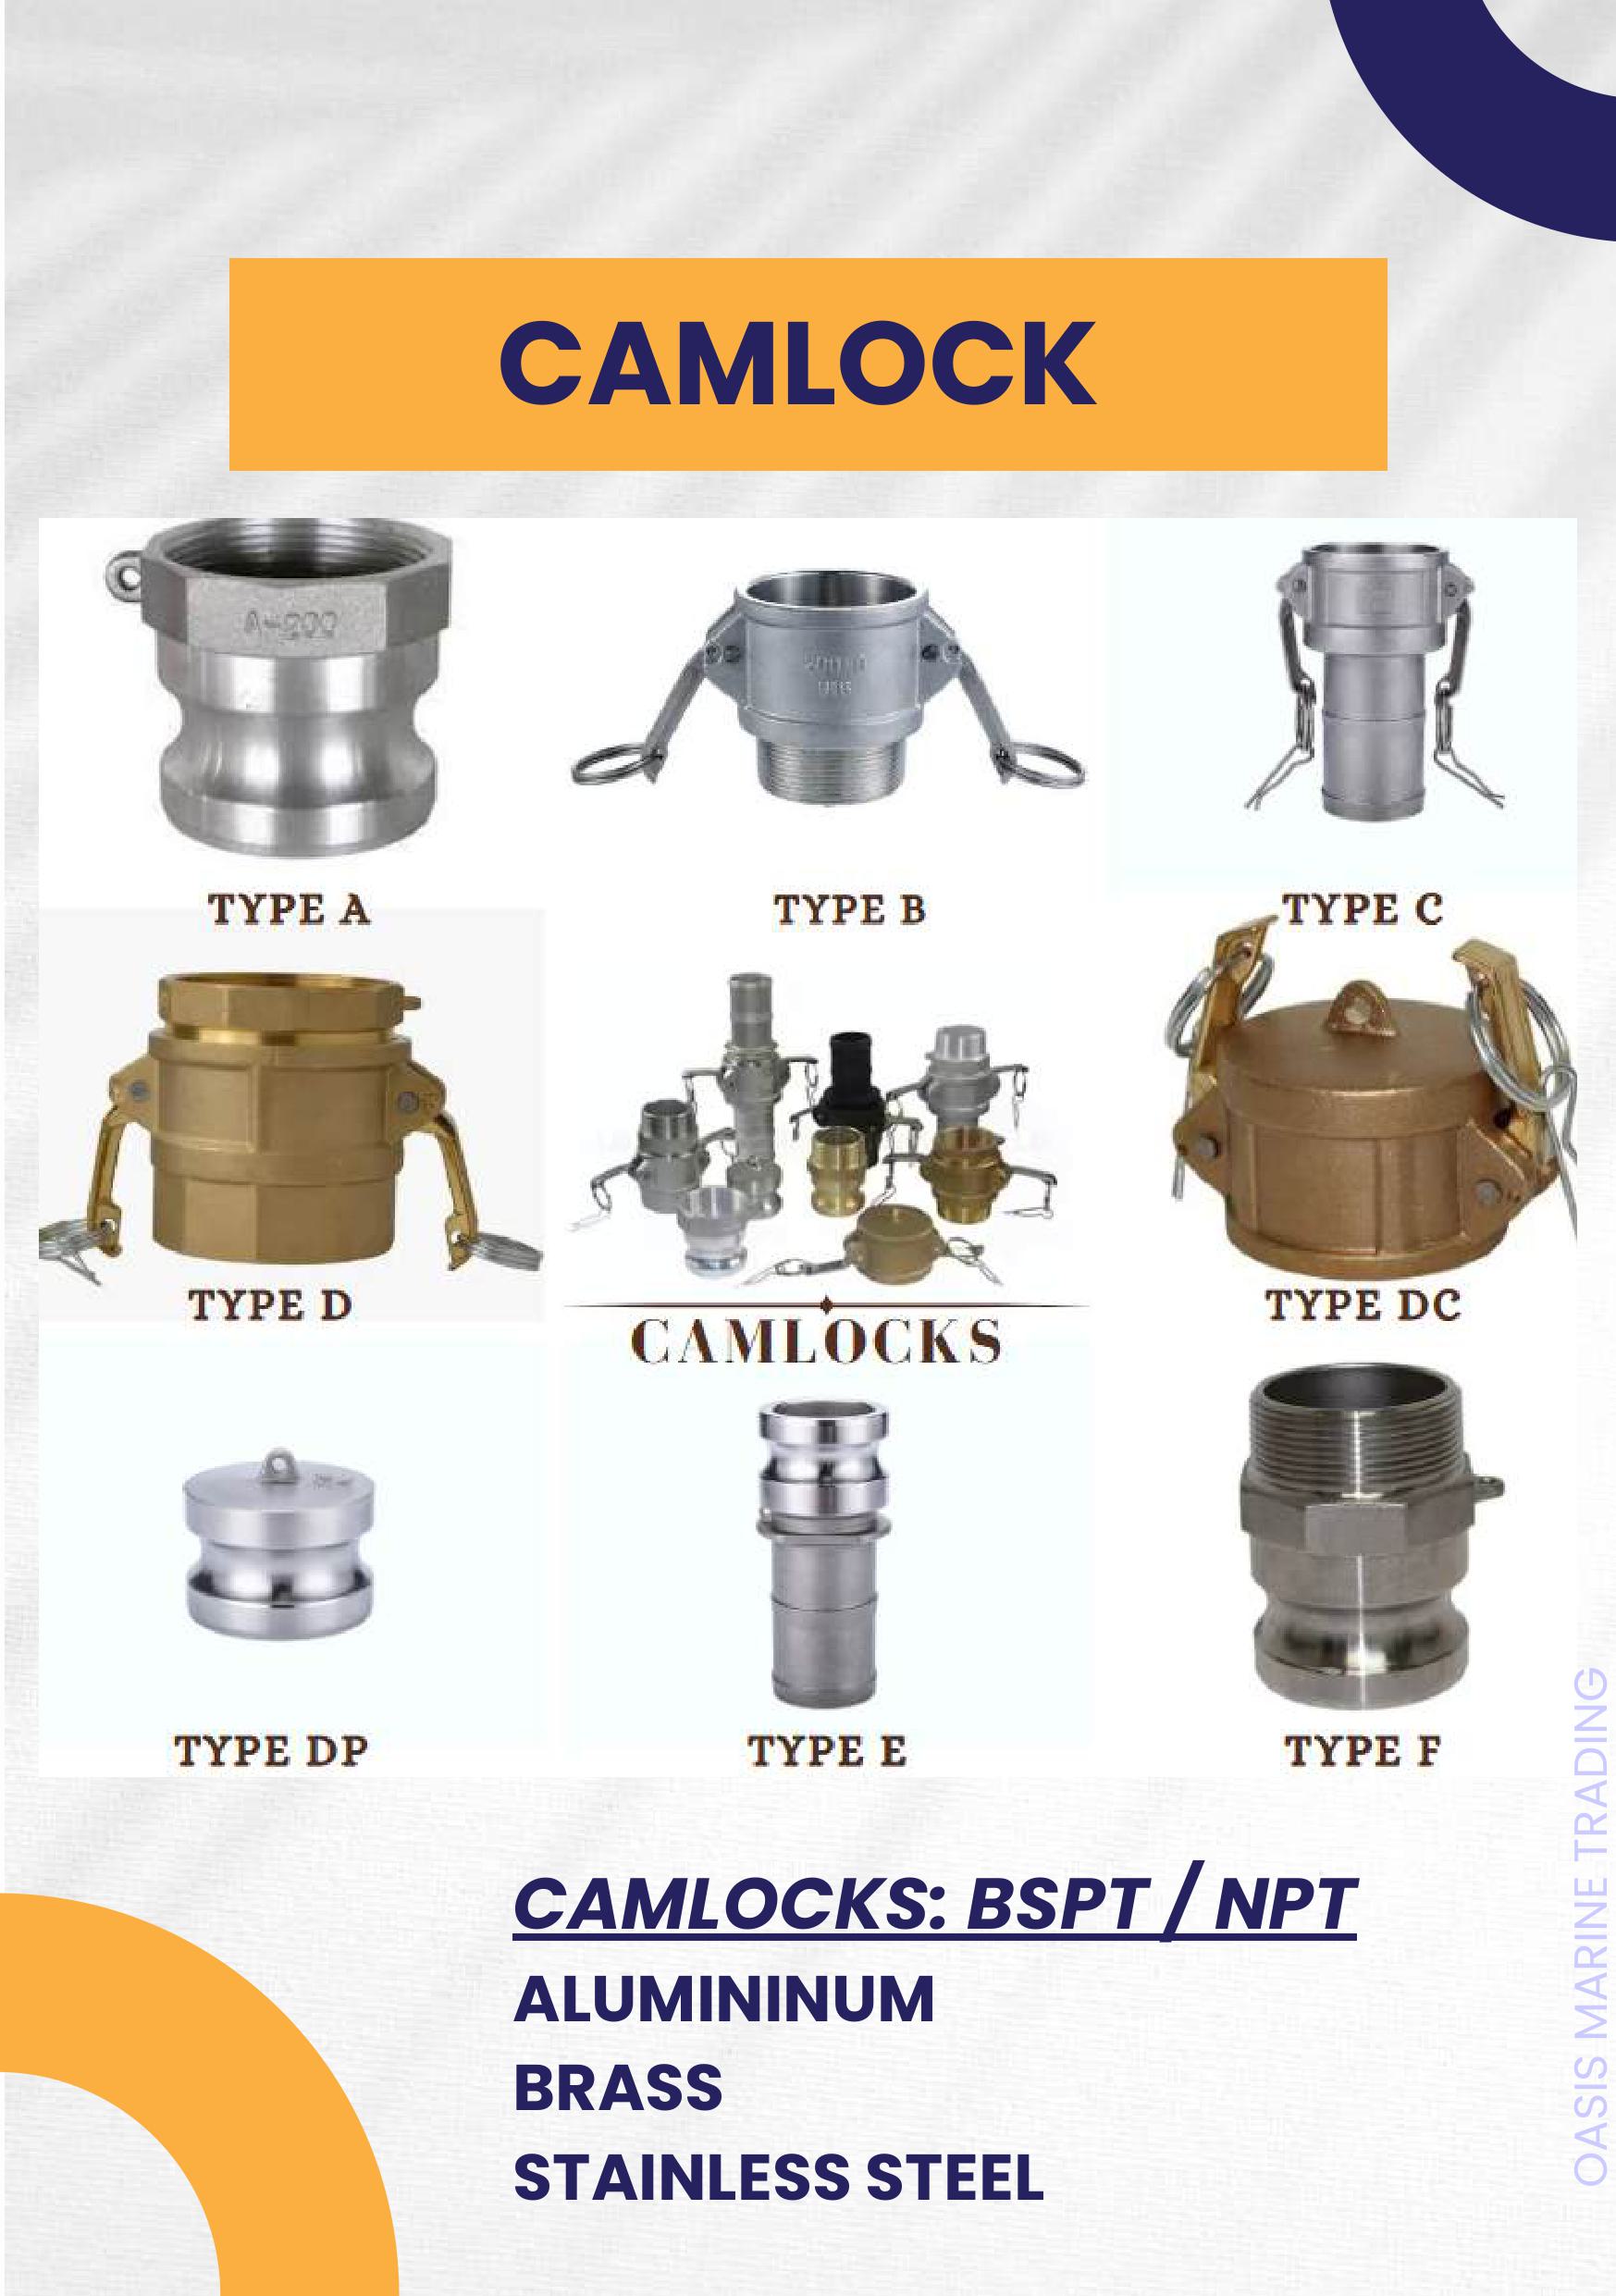 CAMLOCK
A-200
TYPE A
TYPE B
TYPE C
TYPE D
CAMLOCKS
TYPE DC
TYPE DP
TYPE E
TYPE F
CAMLOCKS: BSPT / NPT
ALUMININUM
BRASS
STAINLESS STEEL
OASIS MARINE TRADING